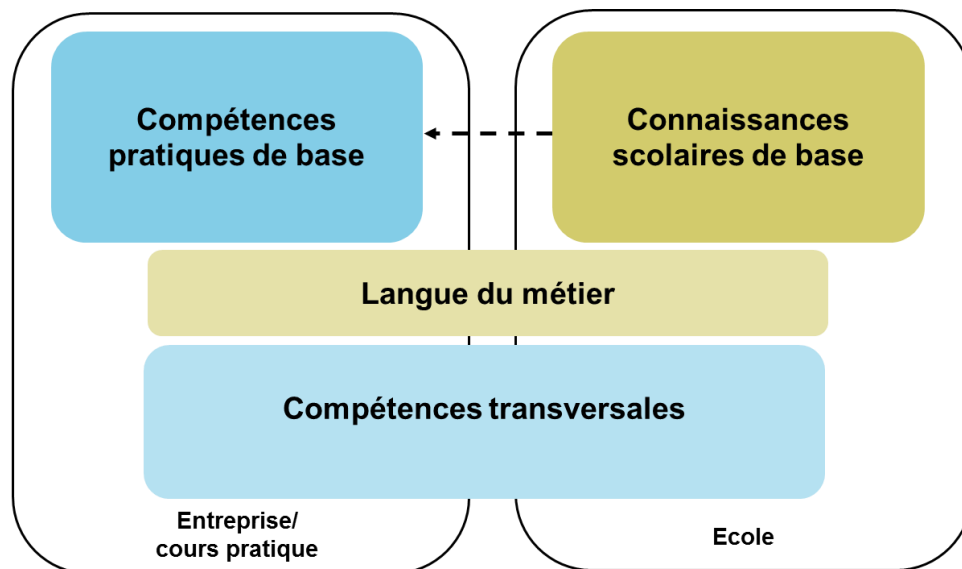 Compétences
pratiques de base
Connaissances
scolaires de base
Langue du métier
Compétences transversales
Entreprise/
cours pratique
Ecole